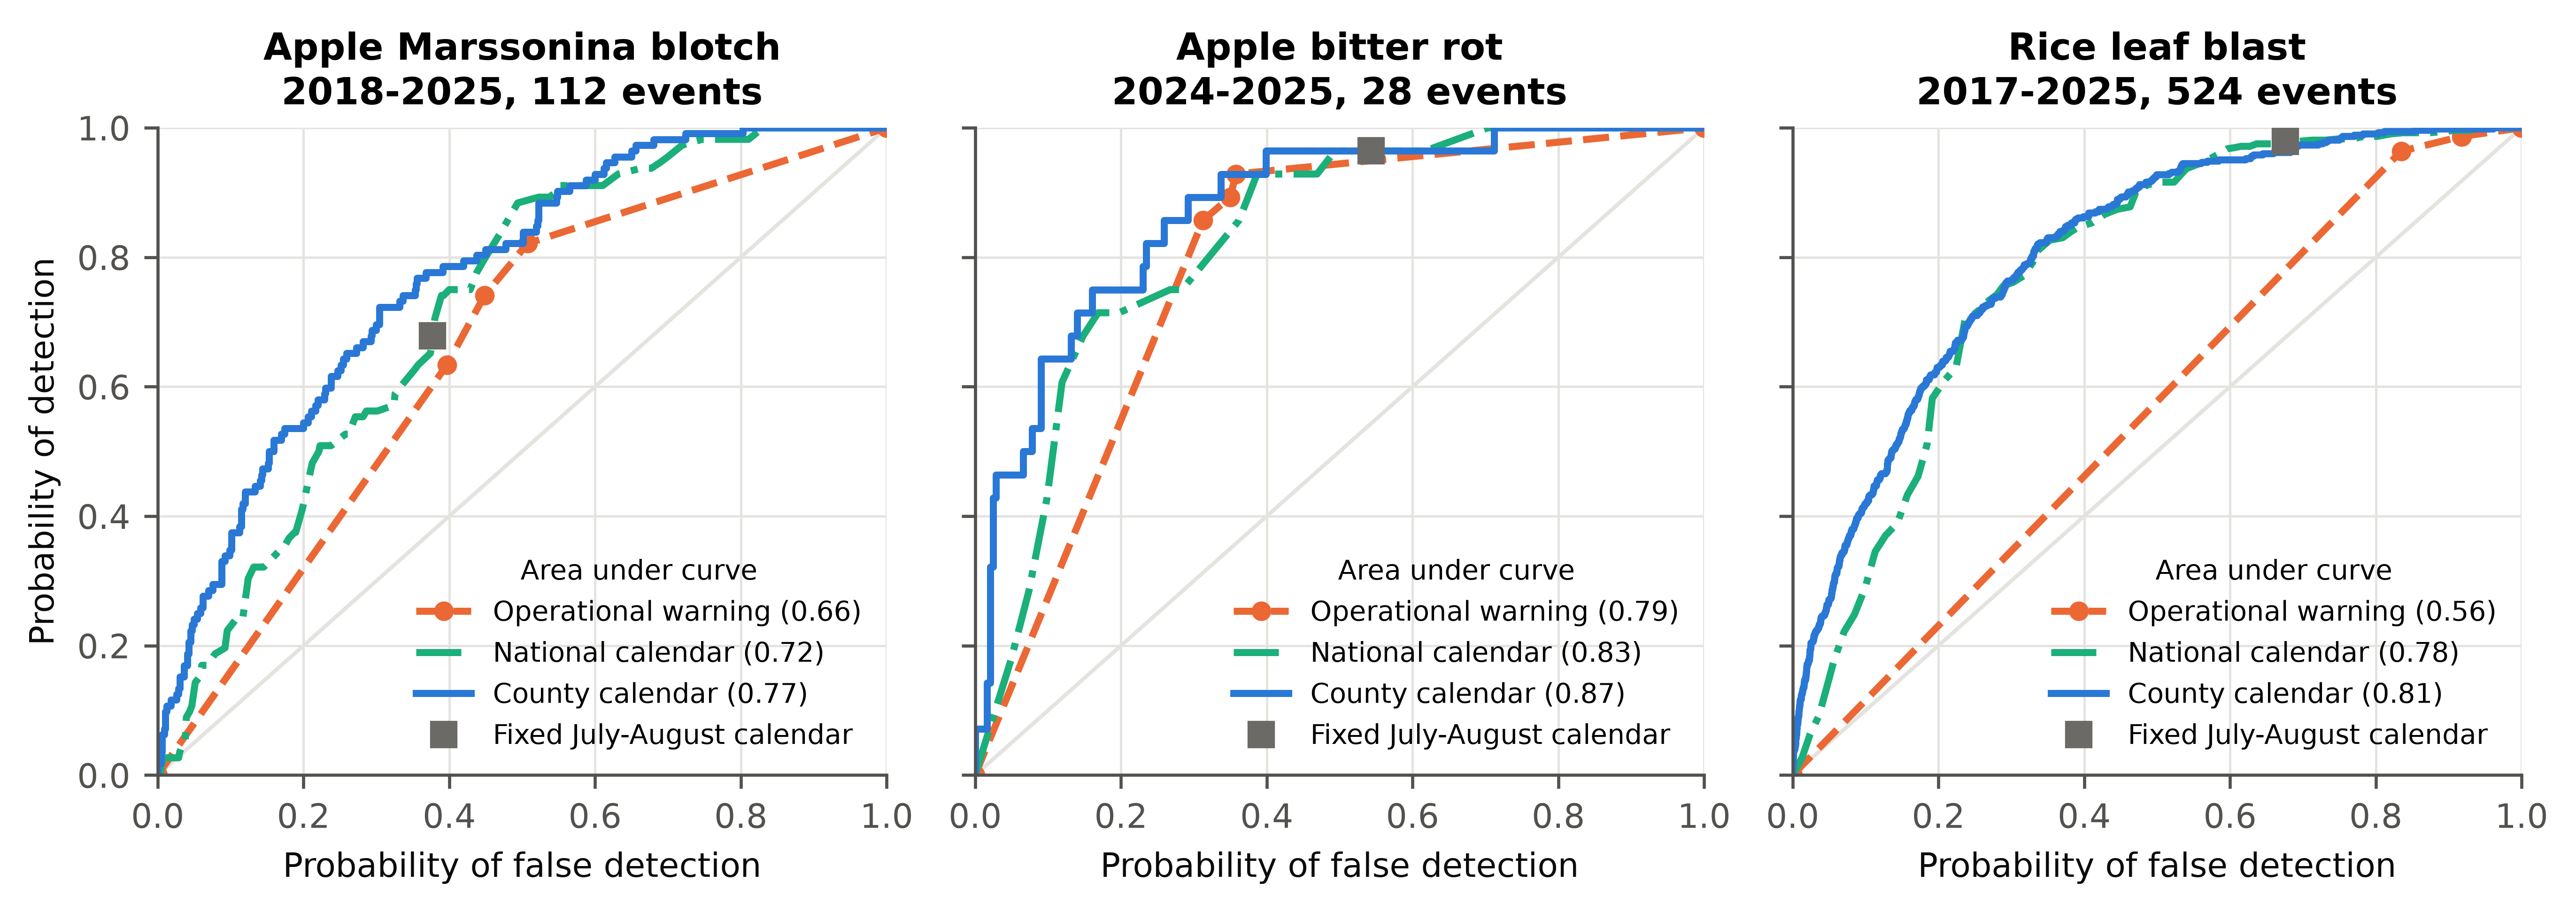 Apple Marssonina blotch
2018-2025, 112 events
Apple bitter rot
2024-2025, 28 events
Rice leaf blast
2017-2025, 524 events
Probability of detection
1.0
0.8
0.6
0.4
0.2
0.0
Area under curve
Operational warning (0.66)
National calendar (0.72)
County calendar (0.77)
Fixed July-August calendar
Area under curve
Operational warning (0.79)
National calendar (0.83)
County calendar (0.87)
Fixed July-August calendar
Area under curve
Operational warning (0.56)
National calendar (0.78)
County calendar (0.81)
Fixed July-August calendar
0.0 0.2 0.4 0.6 0.8 1.0
0.0 0.2 0.4 0.6 0.8 1.0
0.0 0.2 0.4 0.6 0.8 1.0
Probability of false detection
Probability of false detection
Probability of false detection